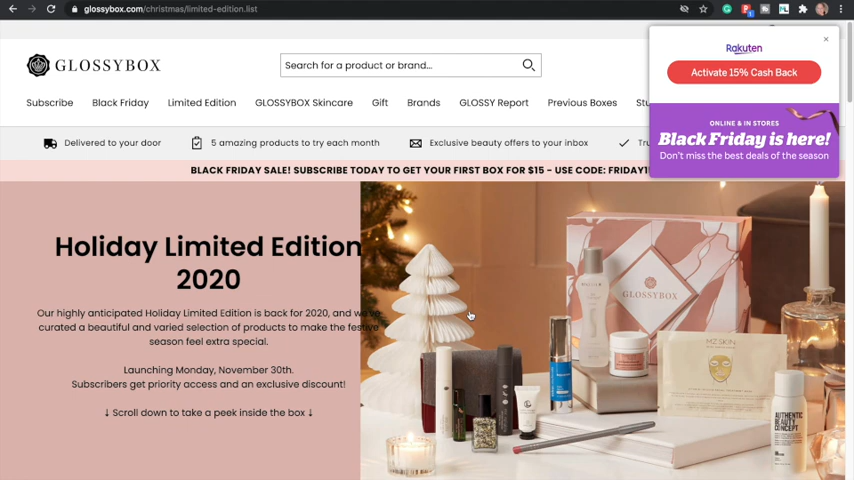 glossybox.com/christmas/limited-edition.list
GLOSSYBOX
Search for a product or brand...
Rakuten
Activate 15% Cash Back
ONLINE & IN STORES
Black Friday is here!
Don't miss the best deals of the season
Subscribe
Black Friday
Limited Edition
GLOSSYBOX Skincare
Gift
Brands
GLOSSY Report
Previous Boxes
Delivered to your door
5 amazing products to try each month
Exclusive beauty offers to your inbox
BLACK FRIDAY SALE! SUBSCRIBE TODAY TO GET YOUR FIRST BOX FOR $15 - USE CODE:
Holiday Limited Edition
2020
Our highly anticipated Holiday Limited Edition is back for 2020, and we've
curated a beautiful and varied selection of products to make the festive
season feel extra special.
Launching Monday, November 30th.
Subscribers get priority access and an exclusive discount!
↓ Scroll down to take a peek inside the box ↓
GLOSSYBOX
MZ SKIN
AUTHENTIC
BEAUTY
CONCEPT